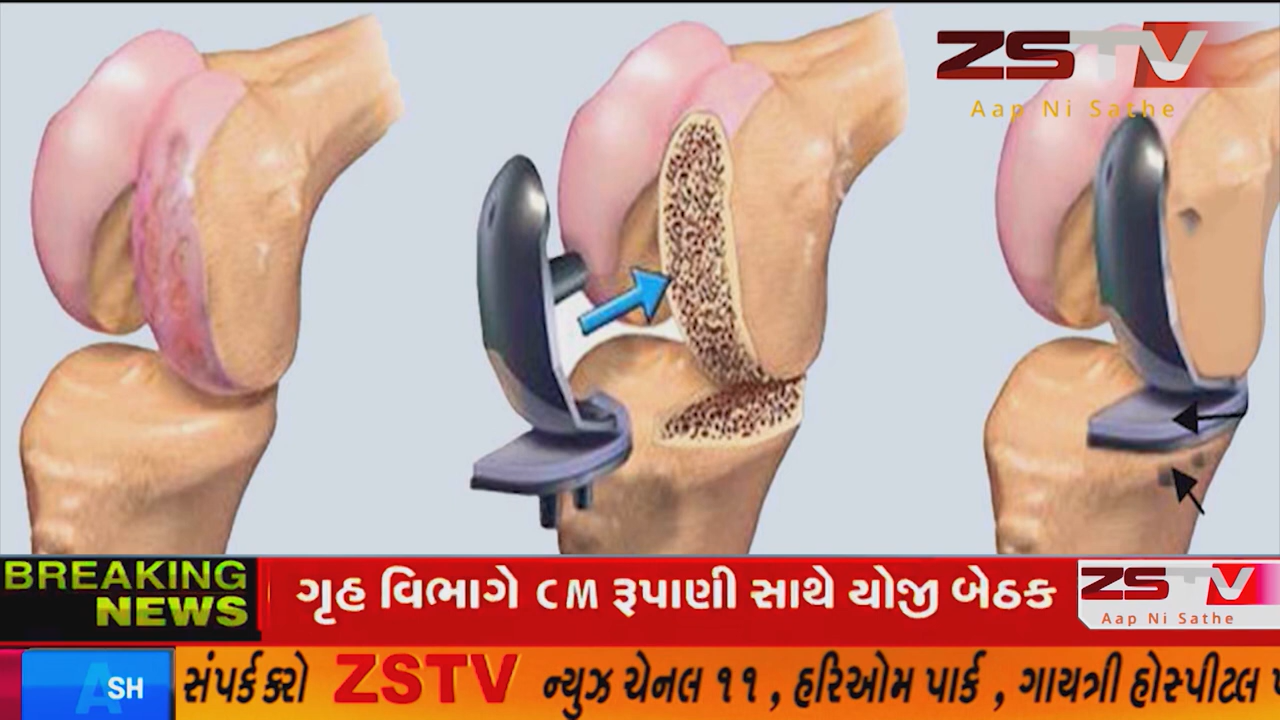 ZSTV
Aap Ni Sathe
BREAKING NEWS
ગૃહ વિભાગે CM રૂપાણી સાથે યોજી બેઠક
ZSTV
Aap Ni Sathe
ASH
સંપર્ક કરો ZSTV ન્યુઝ ચેનલ ૧૧ , હરિઓમ પાર્ક , ગાયત્રી હોસ્પીટલ